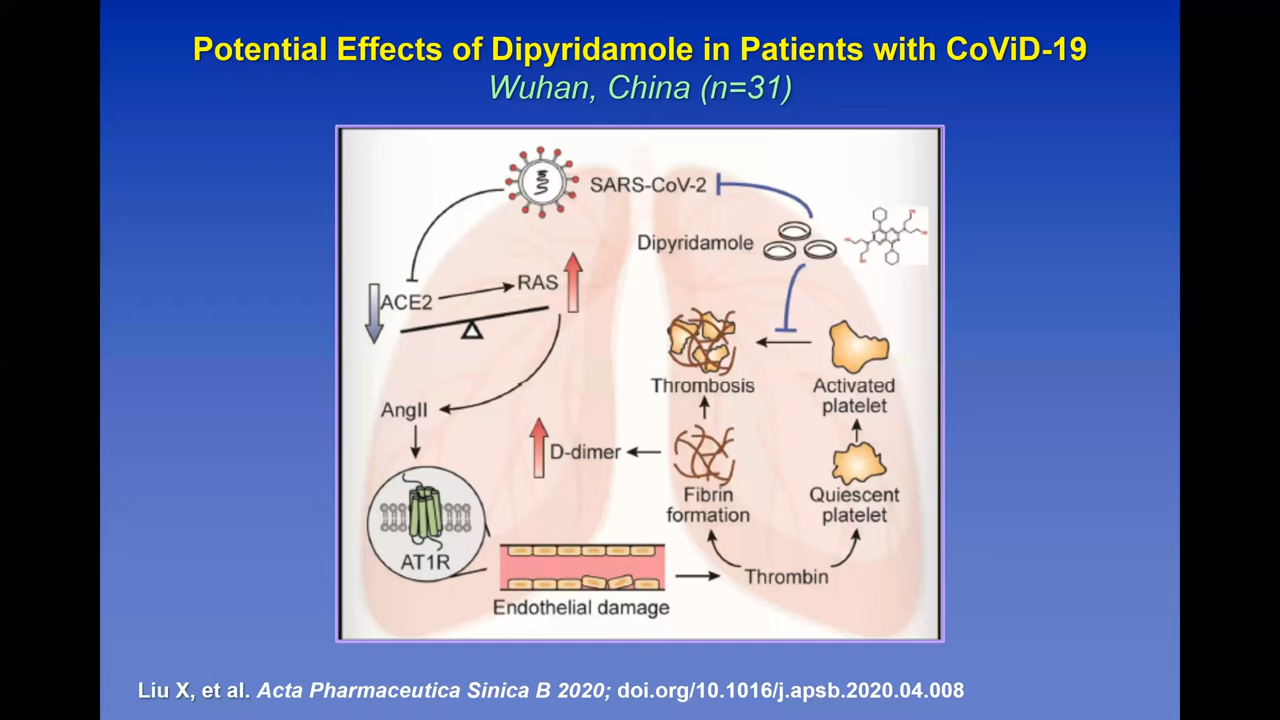 Potential Effects of Dipyridamole in Patients with CoViD-19
Wuhan, China (n=31)
SARS-CoV-2
Dipyridamole
RAS
ACE2
Thrombosis
Activated
platelet
AngII
D-dimer
Fibrin
formation
Quiescent
platelet
AT1R
Thrombin
Endothelial damage
Liu X, et al. Acta Pharmaceutica Sinica B 2020; doi.org/10.1016/j.apsb.2020.04.008